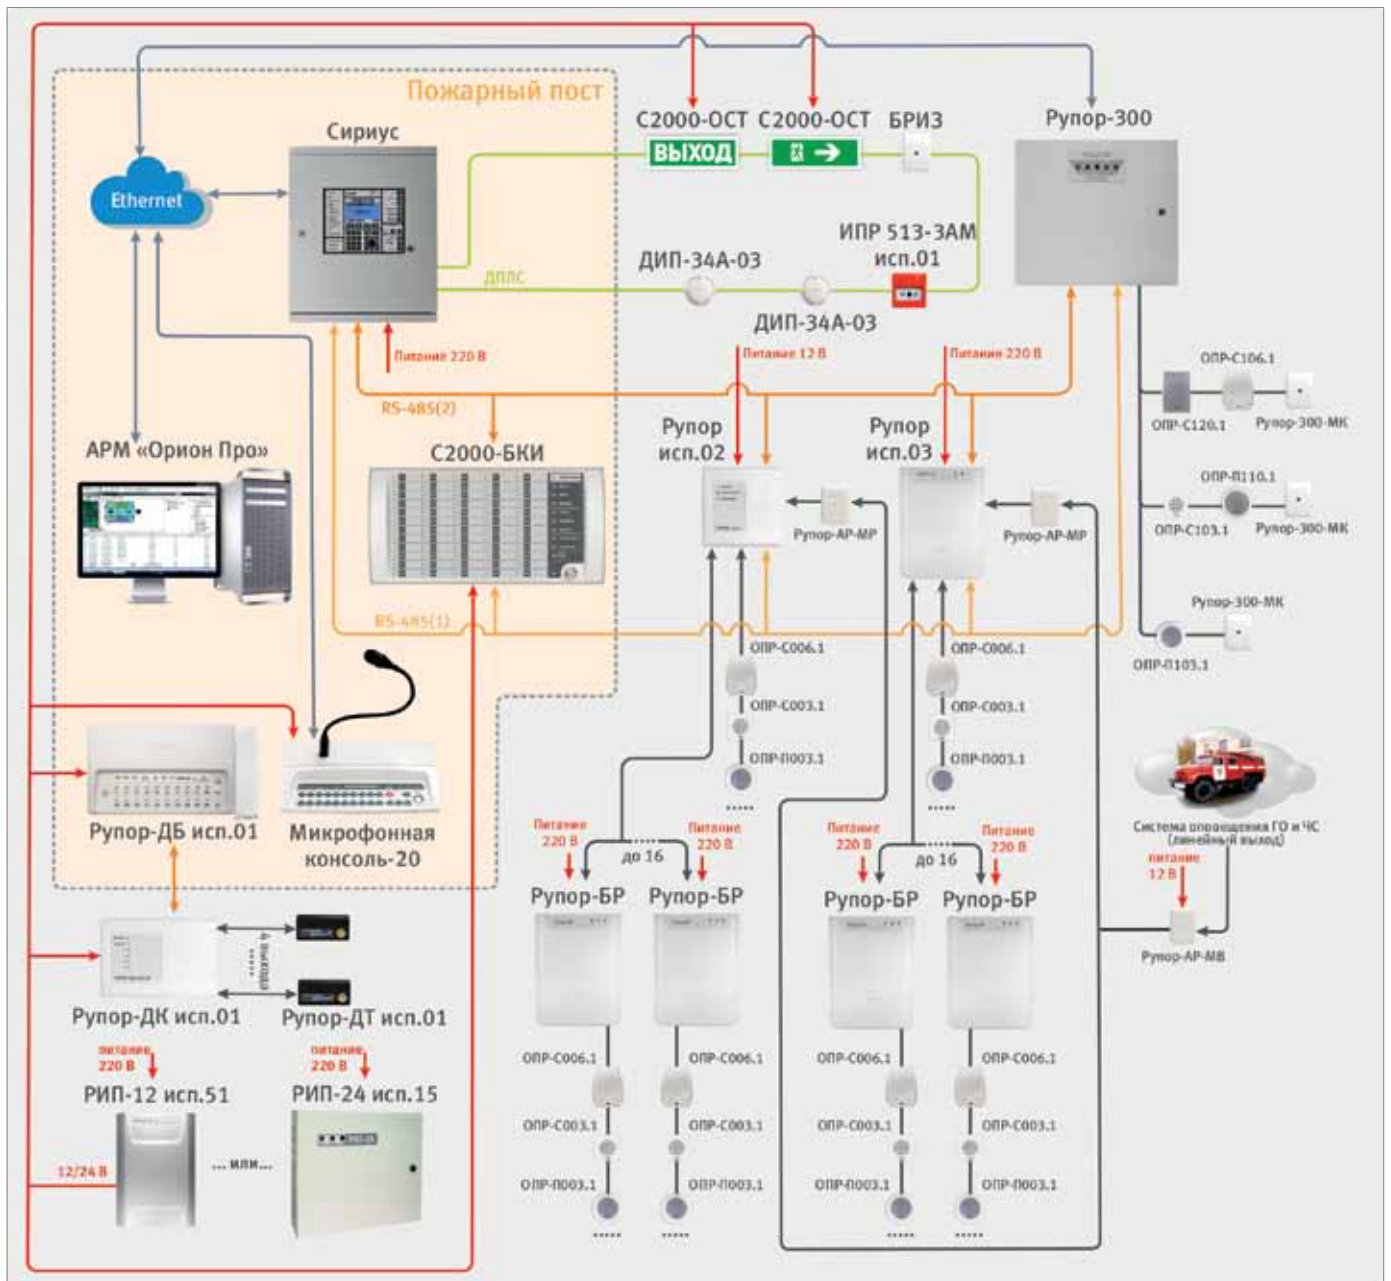 Пожарный пост
Сириус
Ethernet
С2000-ОСТ
С2000-ОСТ
БРИЗ
Рупор-300
ВЫХОД
ИПР 513-3АМ
исп.01
ДИП-34А-03
ДПЛС
ДИП-34А-03
Питание 220 В
Питание 12 В
Питание 220 В
RS-485(2)
ОПР-С106.1
ОПР-С120.1
Рупор-300-МК
АРМ «Орион Про»
С2000-БКИ
Рупор
исп.02
Рупор
исп.03
Рупор-АР-МР
Рупор-АР-МР
ОПР-П110.1
ОПР-С103.1
Рупор-300-МК
RS-485(1)
Рупор-300-МК
ОПР-П103.1
ОПР-С006.1
ОПР-С003.1
ОПР-П003.1
ОПР-С006.1
ОПР-С003.1
ОПР-П003.1
Рупор-ДБ исп.01
Микрофонная
консоль-20
Система оповещения ГО и ЧС
(линейный выход)
питание
12 В
Рупор-АР-МВ
Питание
220 В
Питание
220 В
до 16
Питание
220 В
Питание
220 В
до 16
Рупор-БР
Рупор-БР
Рупор-БР
Рупор-БР
4 выхода
Рупор-ДК исп.01
Рупор-ДТ исп.01
питание
220 В
питание
220 В
РИП-12 исп.51
РИП-24 исп.15
12/24 В
... или...
ОПР-С006.1
ОПР-С003.1
ОПР-П003.1
ОПР-С006.1
ОПР-С003.1
ОПР-П003.1
ОПР-С006.1
ОПР-С003.1
ОПР-П003.1
ОПР-С006.1
ОПР-С003.1
ОПР-П003.1